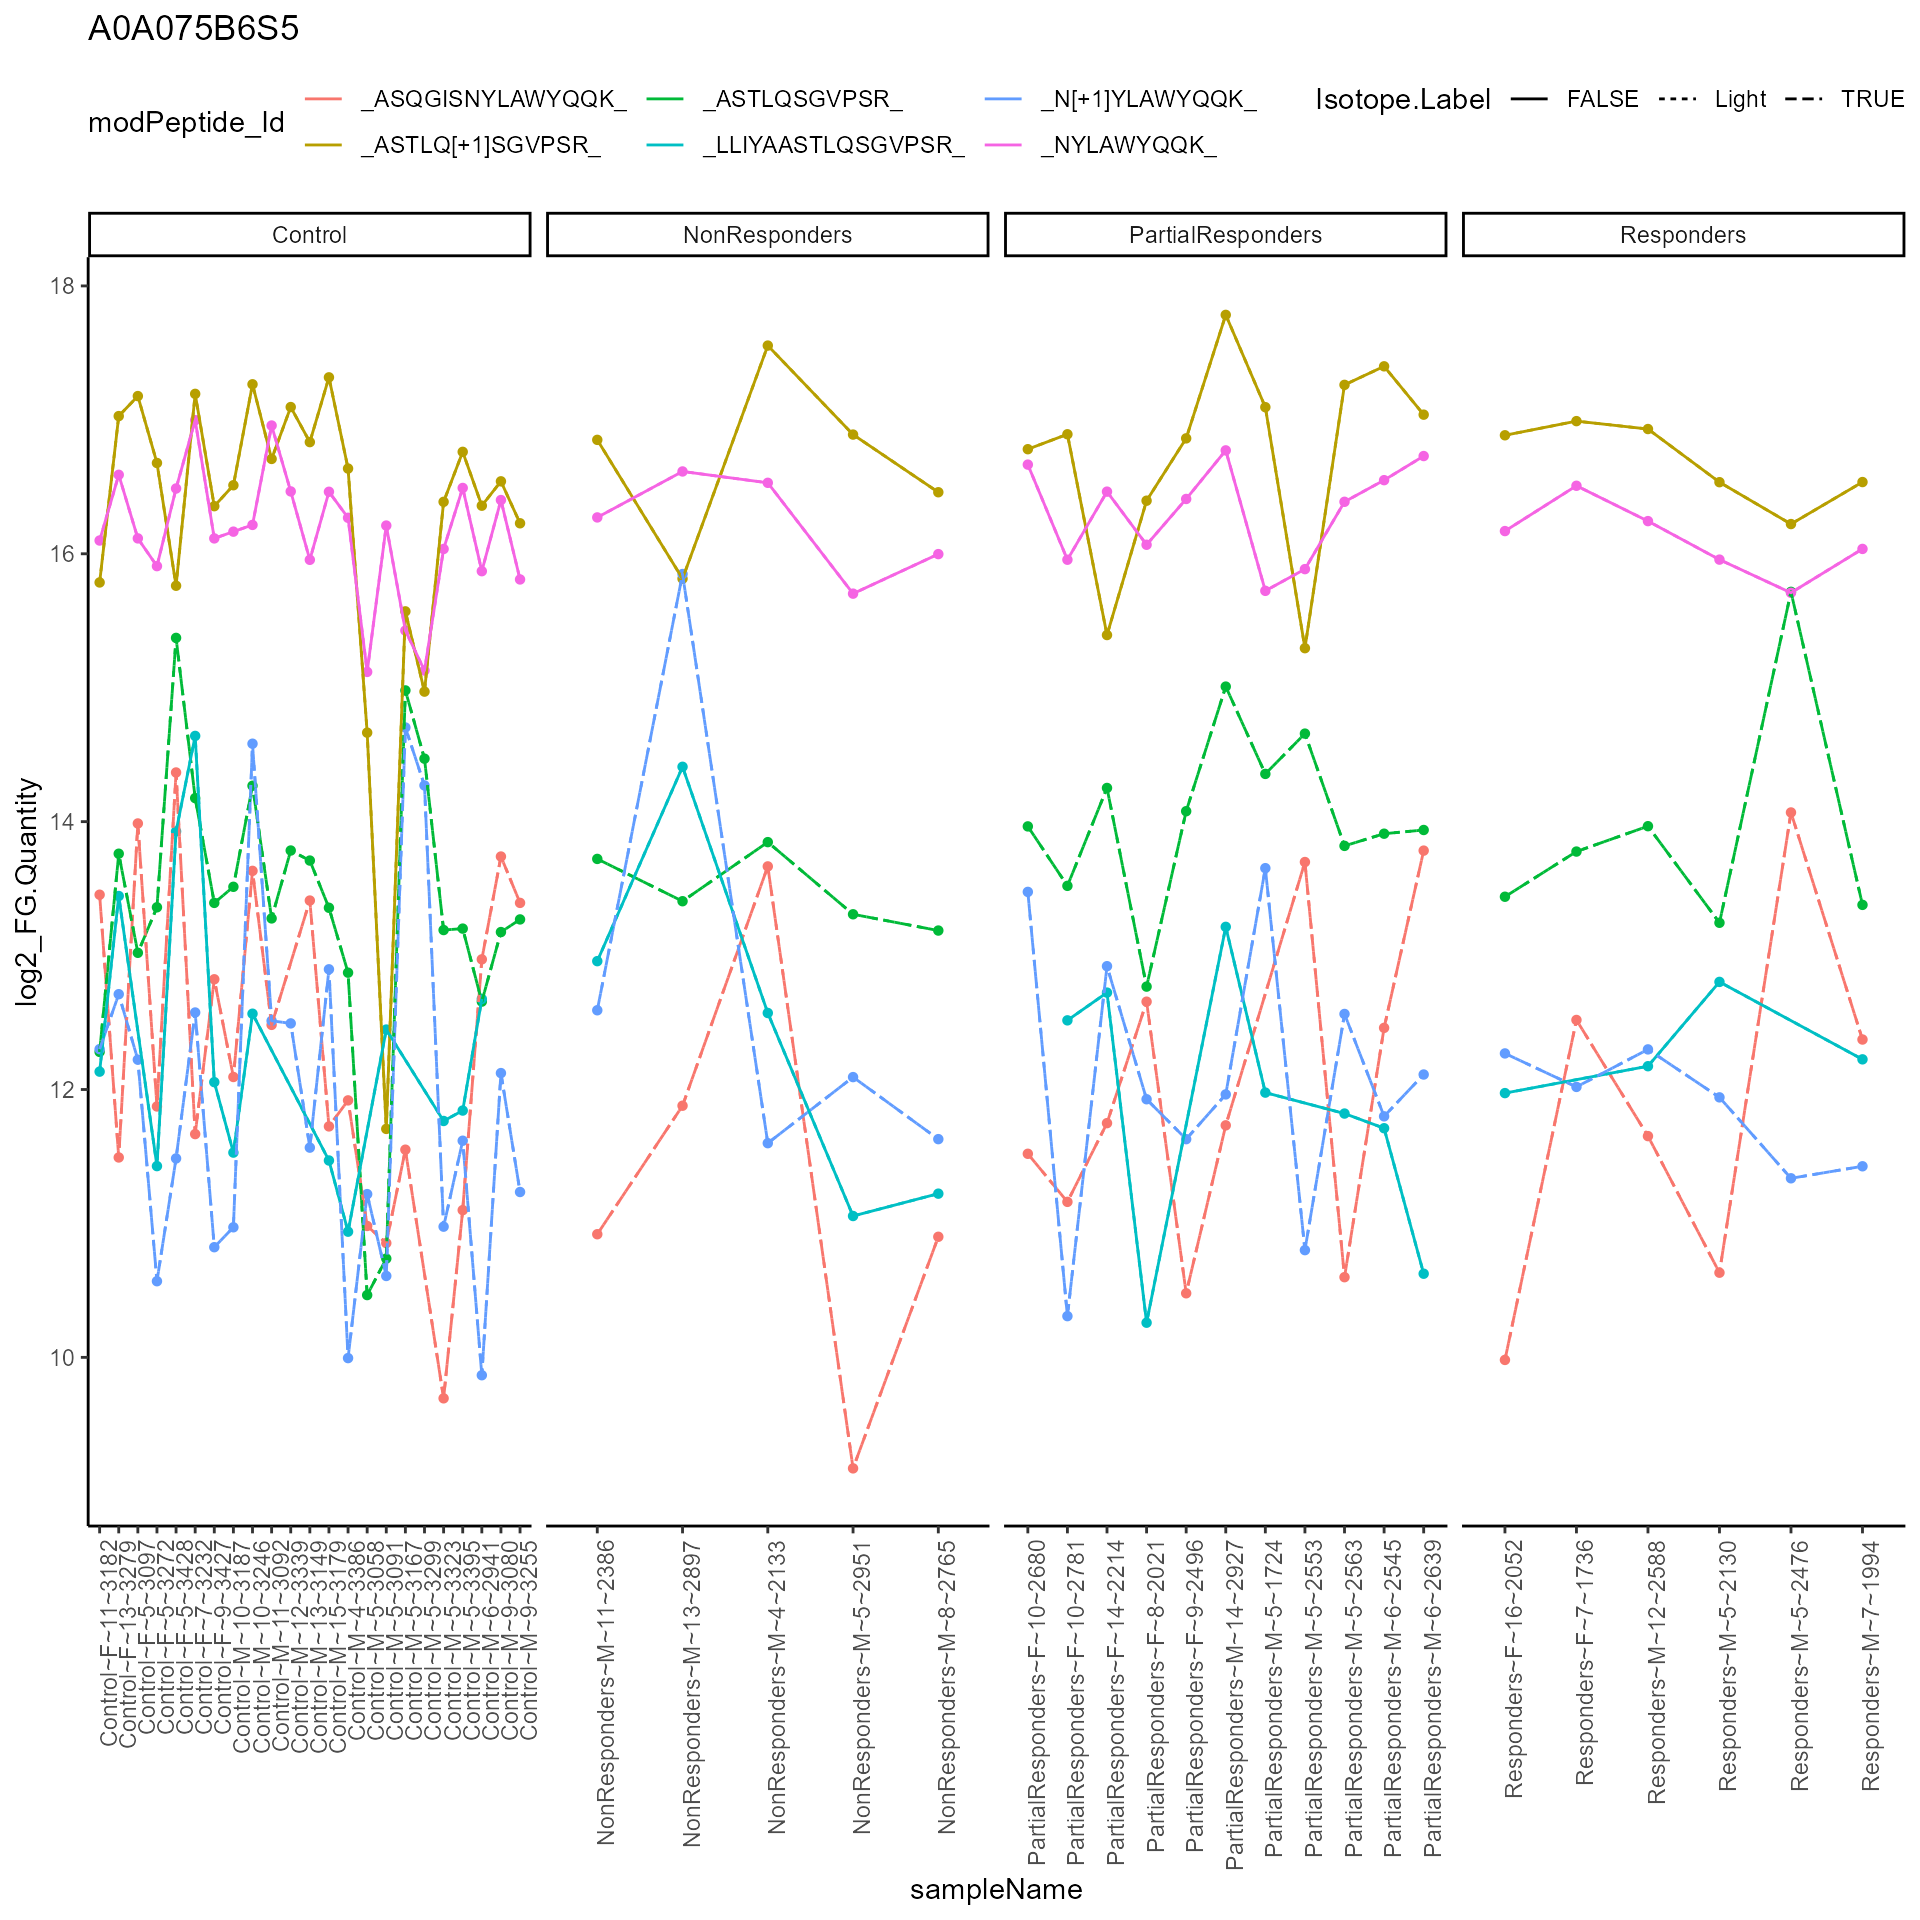 A0A075B6S5
modPeptide_Id
_ASQGISNYLAWYQQK_
_ASTLQSGVPSR_
_N[+1]YLAWYQQK_
_ASTLQ[+1]SGVPSR_
_LLIYAASTLQSGVPSR_
_NYLAWYQQK_
Isotope.Label
FALSE
Light
TRUE
Control
NonResponders
PartialResponders
Responders
log2_FG.Quantity
18
16
14
12
10
Control~F~11~3182
Control~F~13~3279
Control~F~5~3097
Control~F~5~3272
Control~F~5~3428
Control~F~7~3232
Control~F~9~3427
Control~M~10~3187
Control~M~10~3246
Control~M~11~3092
Control~M~12~3339
Control~M~13~3149
Control~M~15~3179
Control~M~4~3386
Control~M~5~3058
Control~M~5~3091
Control~M~5~3167
Control~M~5~3299
Control~M~5~3323
Control~M~5~3395
Control~M~6~2941
Control~M~9~3080
Control~M~9~3255
NonResponders~M~11~2386
NonResponders~M~13~2897
NonResponders~M~4~2133
NonResponders~M~5~2951
NonResponders~M~8~2765
PartialResponders~F~10~2680
PartialResponders~F~10~2781
PartialResponders~F~14~2214
PartialResponders~F~8~2021
PartialResponders~F~9~2496
PartialResponders~M~14~2927
PartialResponders~M~5~1724
PartialResponders~M~5~2553
PartialResponders~M~5~2563
PartialResponders~M~6~2545
PartialResponders~M~6~2639
Responders~F~16~2052
Responders~F~7~1736
Responders~M~12~2588
Responders~M~5~2130
Responders~M~5~2476
Responders~M~7~1994
sampleName